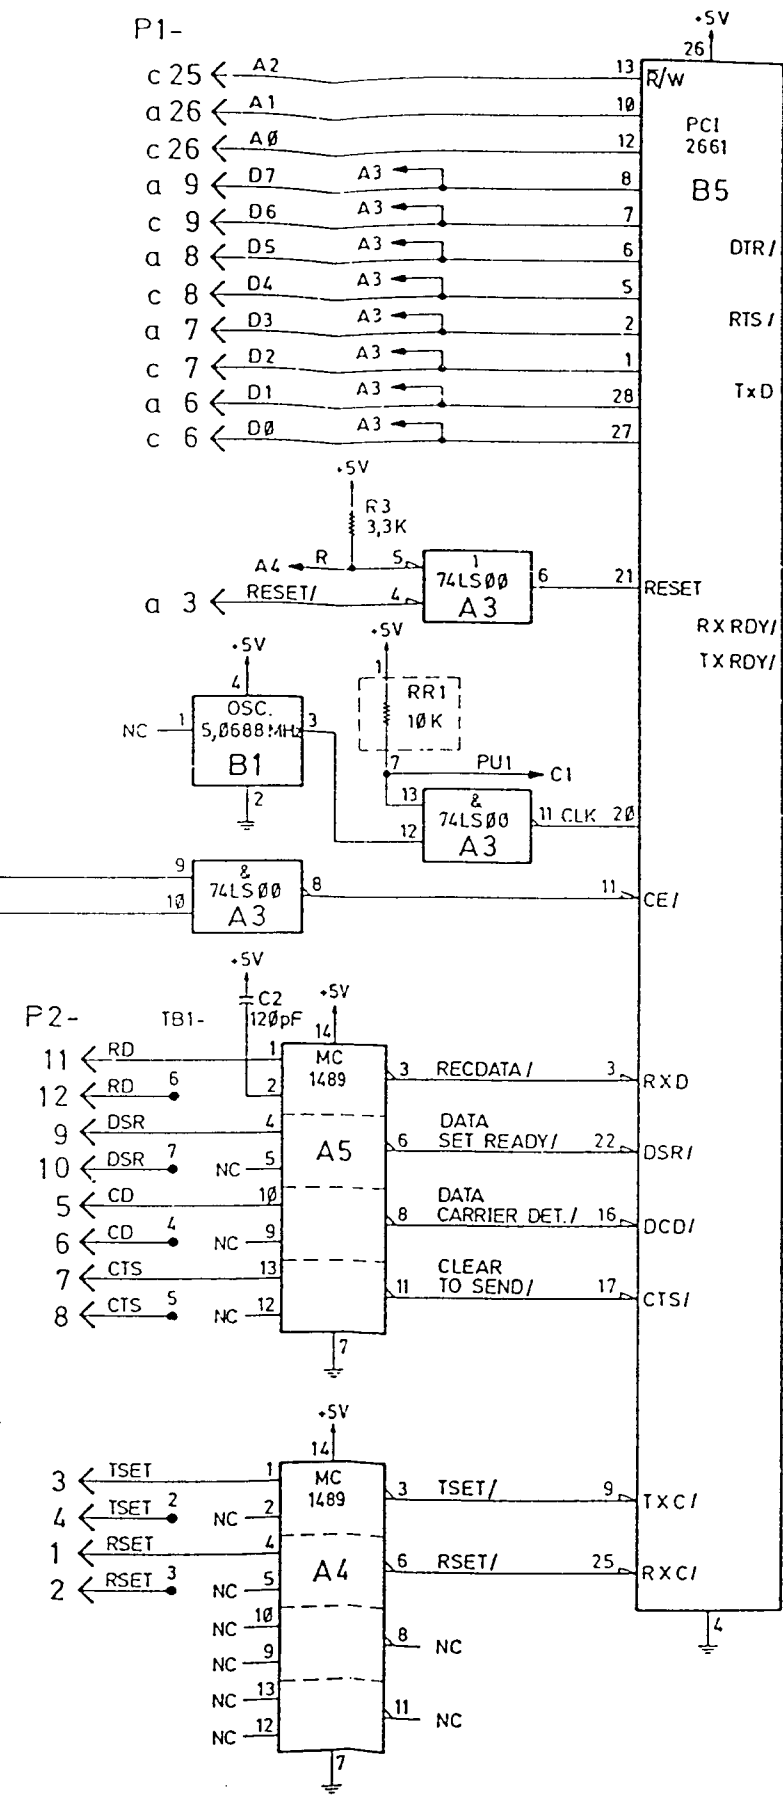 P1-
+5V
26
c 25 A2 13 R/W
a 26 A1 10
PCI
2661
B5
c 26 AØ 12
a 9 D7 A3 8
c 9 D6 A3 7
a 8 D5 A3 6 DTR/
c 8 D4 A3 5
a 7 D3 A3 2 RTS/
c 7 D2 A3 1
a 6 D1 A3 28 TxD
c 6 DØ A3 27
+5V
R3
3,3K
A4 R 5
1
74LSØØ
A3
6 21 RESET
a 3 RESET/ 4
RXRDY/
TXRDY/
+5V
4
NC 1
OSC.
5,0688MHz
B1
3
2
+5V
1
RR1
1ØK
7 PU1 C1
13
12
&
74LSØØ
A3
11 CLK 2Ø
9
1Ø
&
74LSØØ
A3
8 11 CE/
+5V
C2
12ØpF
+5V
14
P2- TB1-
MC
1489
A5
11 RD 1
12 RD 6 2
9 DSR 4
10 DSR 7 NC 5
5 CD 1Ø
6 CD 4 NC 9
7 CTS 13
8 CTS 5 NC 12
3 RECDATA/ 3 RXD
6 DATA
SET READY/ 22 DSR/
8 DATA
CARRIER DET./ 16 DCD/
11 CLEAR
TO SEND/ 17 CTS/
7
+5V
14
MC
1489
A4
3 TSET 1
4 TSET 2 NC 2
1 RSET 4
2 RSET 3 NC 5
NC 1Ø
NC 9
NC 13
NC 12
3 TSET/ 9 TXC/
6 RSET/ 25 RXC/
8 NC
11 NC
7
4